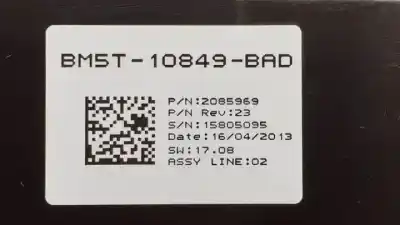 BM5T-10849-BAD
P/N:2085969
P/N Rev:23
S/N:15805095
Date:16/04/2013
SW:17.08
ASSY LINE:02